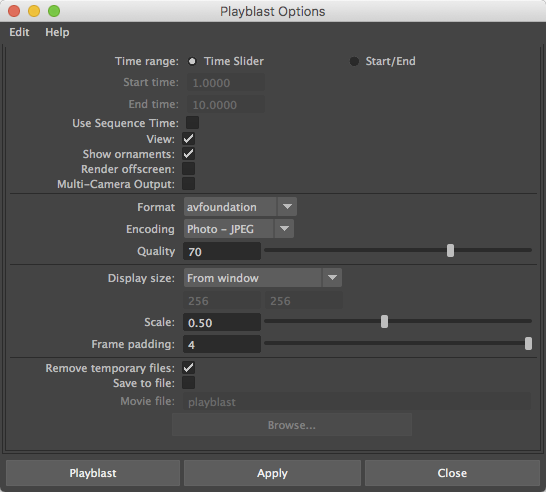 Playblast Options
Edit Help
Time range: Time Slider Start/End
Start time: 1.0000
End time: 10.0000
Use Sequence Time:
View:
Show ornaments:
Render offscreen:
Multi-Camera Output:
Format avfoundation
Encoding Photo - JPEG
Quality 70
Display size: From window
256 256
Scale: 0.50
Frame padding: 4
Remove temporary files:
Save to file:
Movie file: playblast
Browse...
Playblast Apply Close